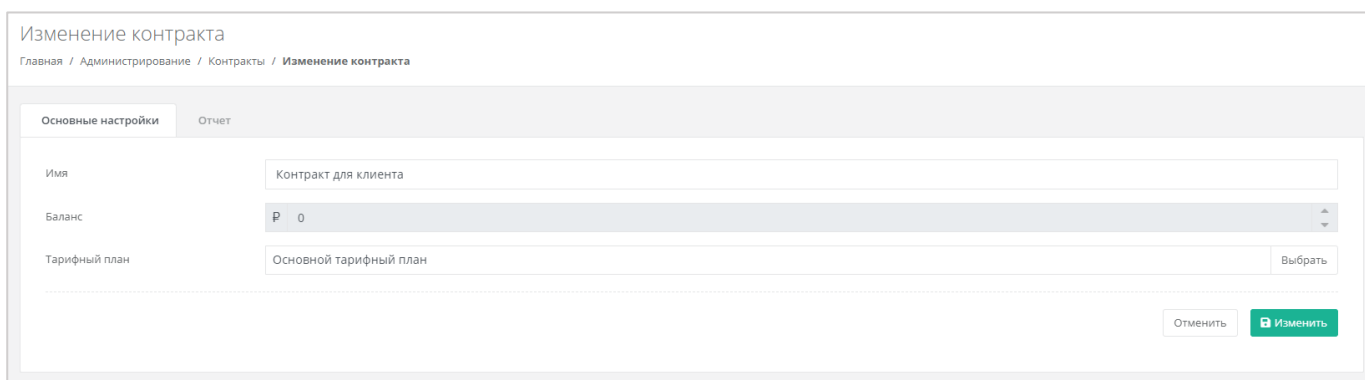 Изменение контракта
Главная / Администрирование / Контракты / Изменение контракта
Основные настройки Отчет
Имя Контракт для клиента
Баланс ₽ 0
Тарифный план Основной тарифный план Выбрать
Отменить Изменить